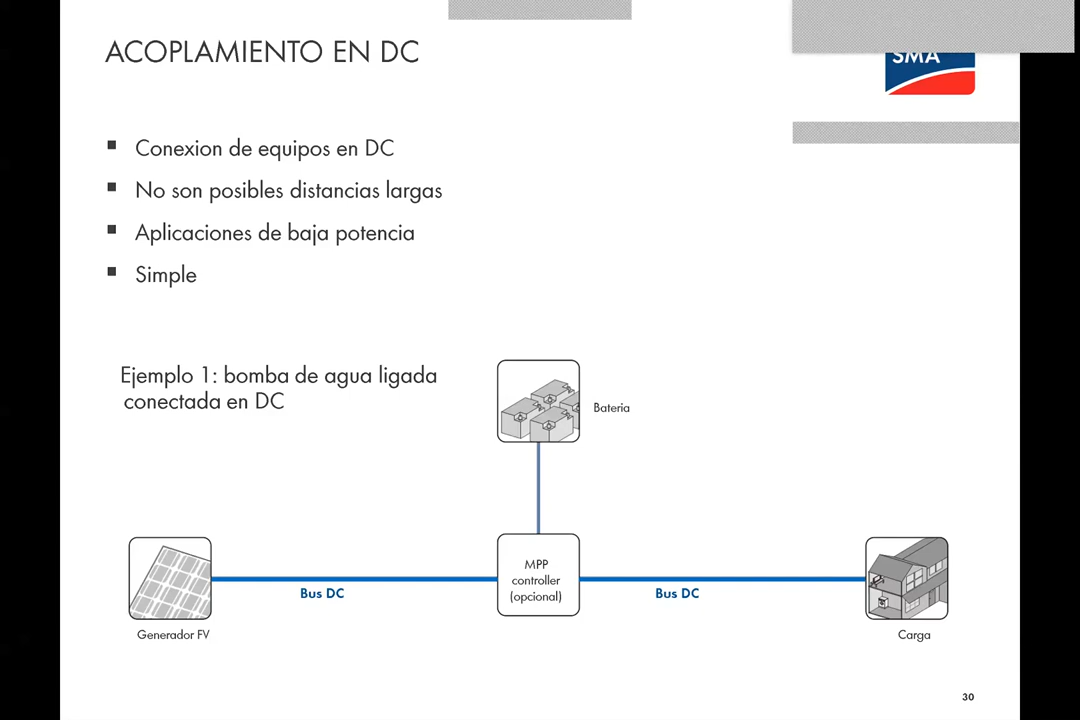 ACOPLAMIENTO EN DC
SMA
Conexion de equipos en DC
No son posibles distancias largas
Aplicaciones de baja potencia
Simple
Ejemplo 1: bomba de agua ligada
conectada en DC
Bateria
MPP
controller
(opcional)
Bus DC
Bus DC
Generador FV
Carga
30